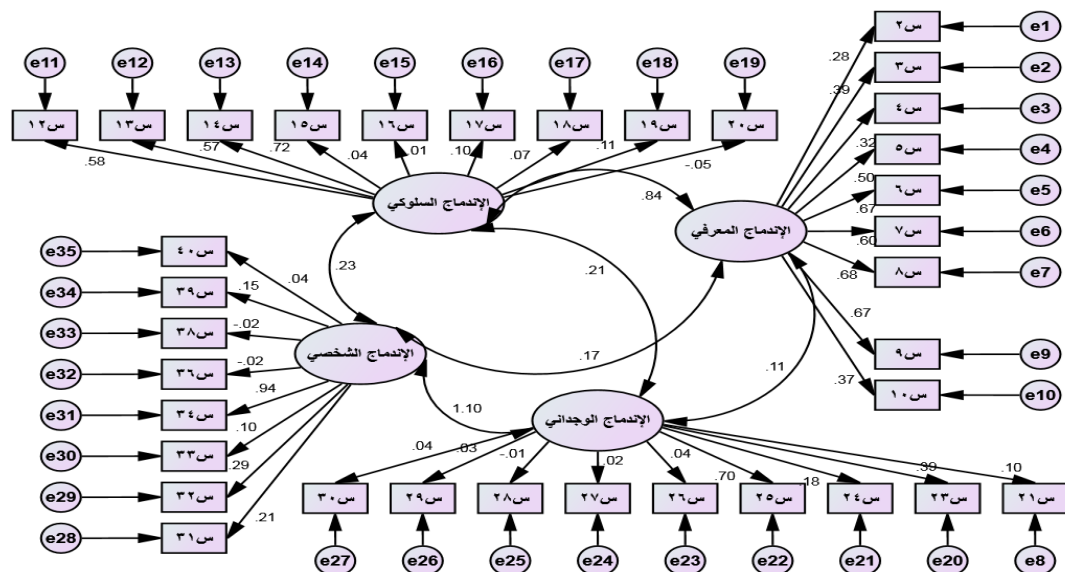 س٢ e1
.28
س٣ e2
.39
س٤ e3
.32
س٥ e4
.50
س٦ e5
.67
س٧ e6
.60
س٨ e7
.68
س٩ e9
.67
س١٠ e10
.37
e11 e12 e13 e14 e15 e16 e17 e18 e19
س١٢ س١٣ س١٤ س١٥ س١٦ س١٧ س١٨ س١٩ س٢٠
.58 .57 .72 .04 .01 .10 .07 .11 -.05
الإندماج السلوكي
.84
الإندماج المعرفي
.23
.21
.17
.11
e35 س٤٠ .04
e34 س٣٩ .15
e33 س٣٨ -.02
e32 س٣٦ -.02
e31 س٣٤ .94
e30 س٣٣ .10
e29 س٣٢ .29
e28 س٣١ .21
الإندماج الشخصي
1.10
الإندماج الوجداني
.04 .03 -.01 .02 .04 .70 .18 .39 .10
س٣٠ س٢٩ س٢٨ س٢٧ س٢٦ س٢٥ س٢٤ س٢٣ س٢١
e27 e26 e25 e24 e23 e22 e21 e20 e8